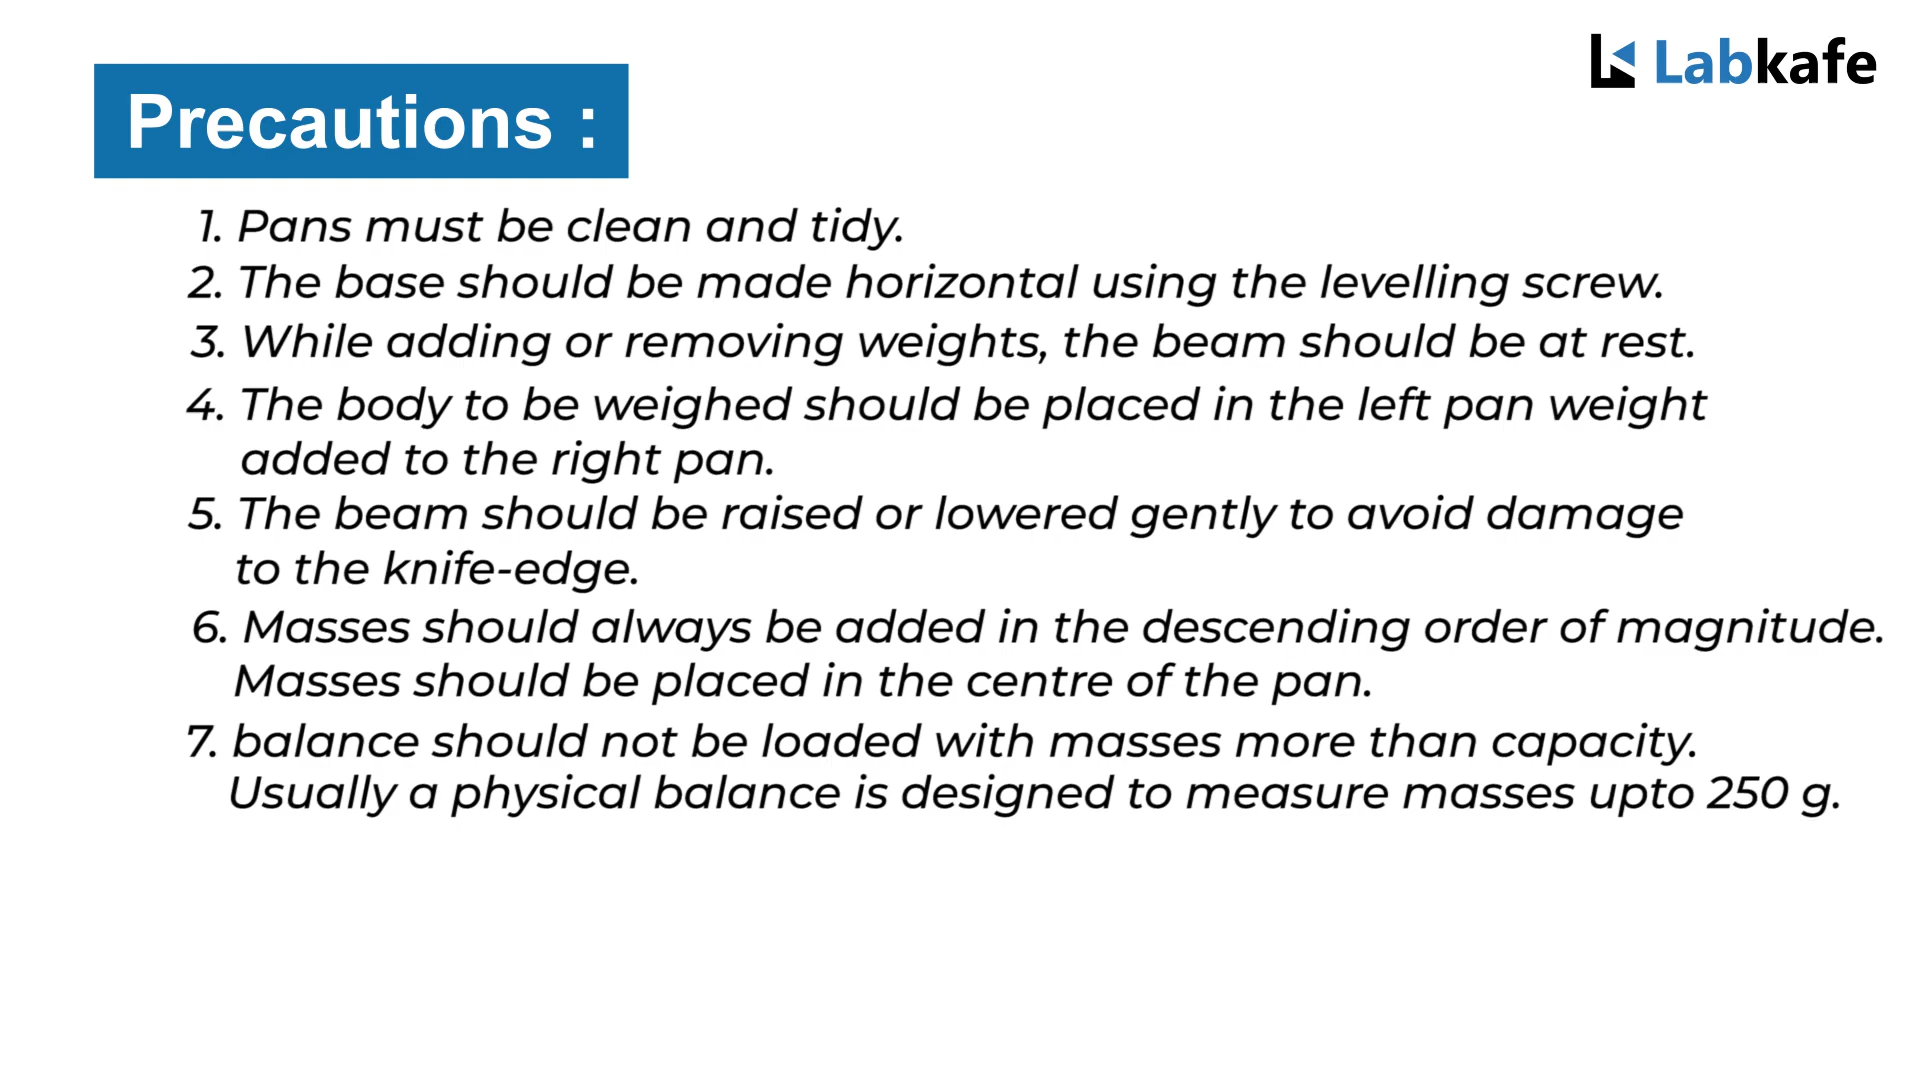 Labkafe
Precautions :
1. Pans must be clean and tidy.
2. The base should be made horizontal using the levelling screw.
3. While adding or removing weights, the beam should be at rest.
4. The body to be weighed should be placed in the left pan weight
added to the right pan.
5. The beam should be raised or lowered gently to avoid damage
to the knife-edge.
6. Masses should always be added in the descending order of magnitude.
Masses should be placed in the centre of the pan.
7. balance should not be loaded with masses more than capacity.
Usually a physical balance is designed to measure masses upto 250 g.